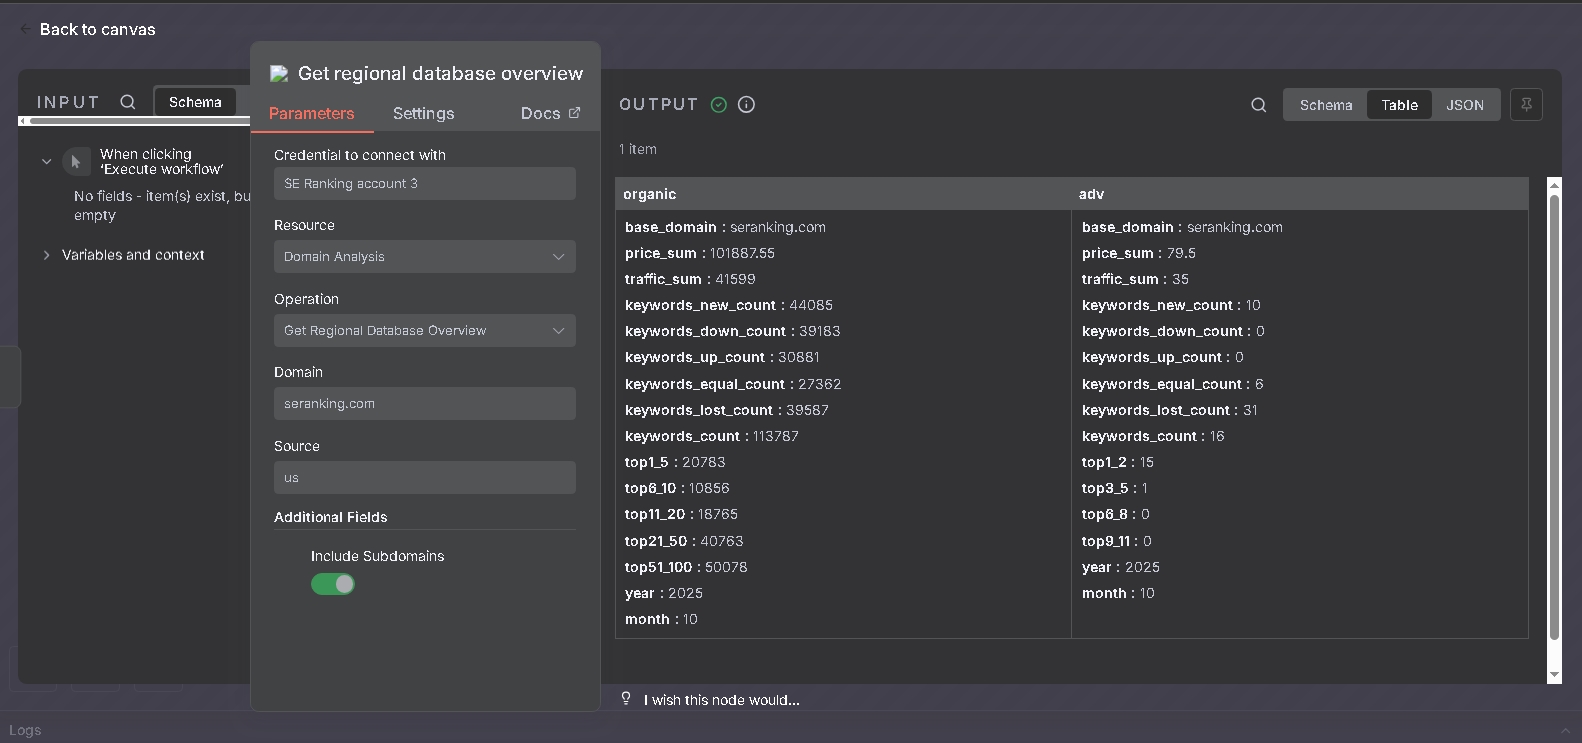 Back to canvas
INPUT
Schema
When clicking
‘Execute workflow’
No fields - item(s) exist, bu
empty
Variables and context
Get regional database overview
Parameters
Settings
Docs
Credential to connect with
SE Ranking account 3
Resource
Domain Analysis
Operation
Get Regional Database Overview
Domain
seranking.com
Source
us
Additional Fields
Include Subdomains
OUTPUT
Schema
Table
JSON
1 item
organic
base_domain : seranking.com
price_sum : 101887.55
traffic_sum : 41599
keywords_new_count : 44085
keywords_down_count : 39183
keywords_up_count : 30881
keywords_equal_count : 27362
keywords_lost_count : 39587
keywords_count : 113787
top1_5 : 20783
top6_10 : 10856
top11_20 : 18765
top21_50 : 40763
top51_100 : 50078
year : 2025
month : 10
adv
base_domain : seranking.com
price_sum : 79.5
traffic_sum : 35
keywords_new_count : 10
keywords_down_count : 0
keywords_up_count : 0
keywords_equal_count : 6
keywords_lost_count : 31
keywords_count : 16
top1_2 : 15
top3_5 : 1
top6_8 : 0
top9_11 : 0
year : 2025
month : 10
I wish this node would...
Logs